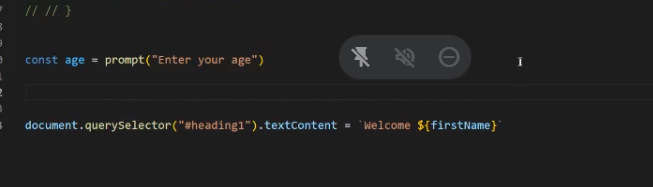 // // }
const age = prompt("Enter your age")
document.querySelector("#heading1").textContent = `Welcome ${firstName}`